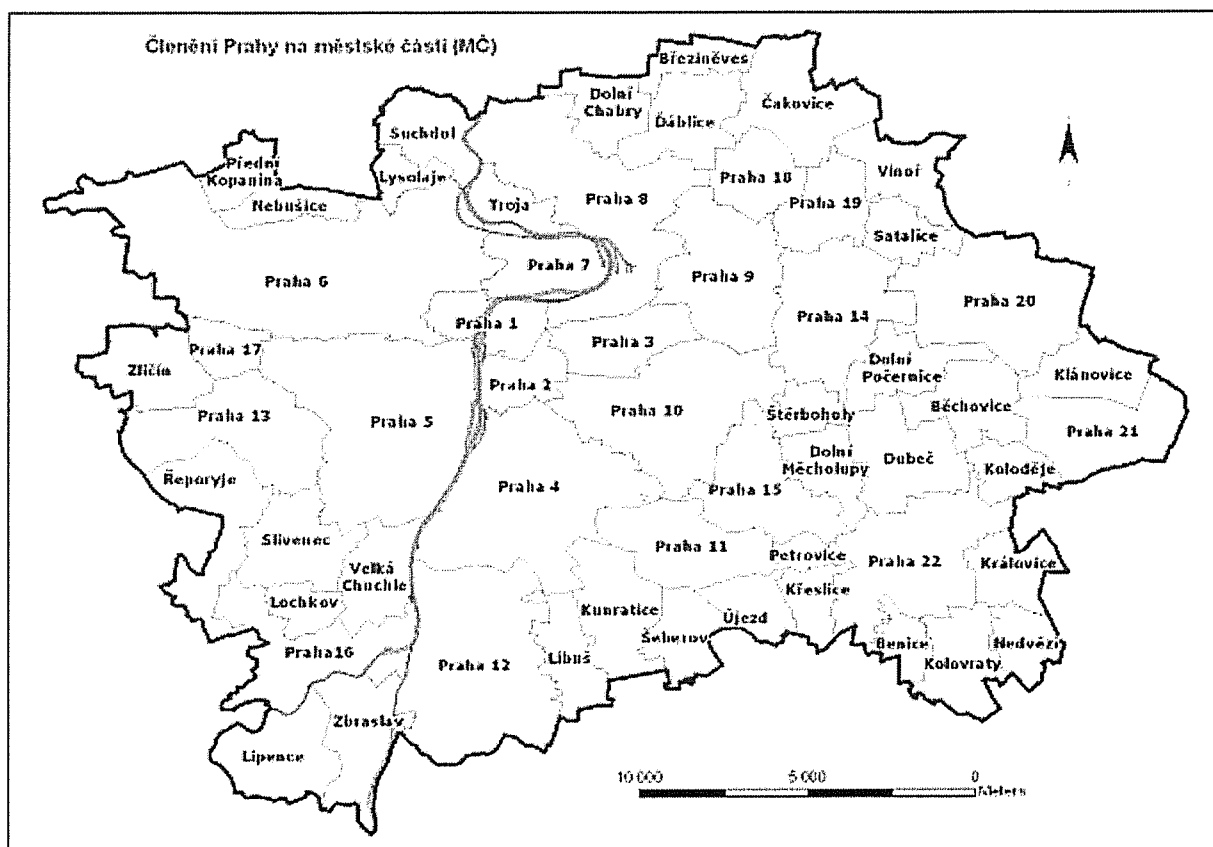 Členění Prahy na městské části (MČ)
Březiněves
Dolní
Chabry
Ďáblice
Čakovice
Suchdol
Přední
Kopanina
Lysolaje
Nebušice
Troja
Praha 8
Praha 18
Praha 19
Vinoř
Satalice
Praha 6
Praha 7
Praha 9
Praha 20
Praha 1
Praha 3
Praha 14
Praha 17
Zličín
Dolní
Počernice
Klánovice
Praha 2
Praha 13
Praha 5
Praha 10
Štěrboholy
Běchovice
Praha 21
Řeporyje
Dolní
Měcholupy
Dubeč
Koloděje
Praha 4
Praha 15
Slivenec
Praha 11
Petrovice
Praha 22
Královice
Velká
Chuchle
Lochkov
Kunratice
Křeslice
Újezd
Praha16
Praha 12
Libuš
Šeberov
Benice
Nedvězí
Kolovraty
Zbraslav
Lipence
10 000 5 000 0
Meters